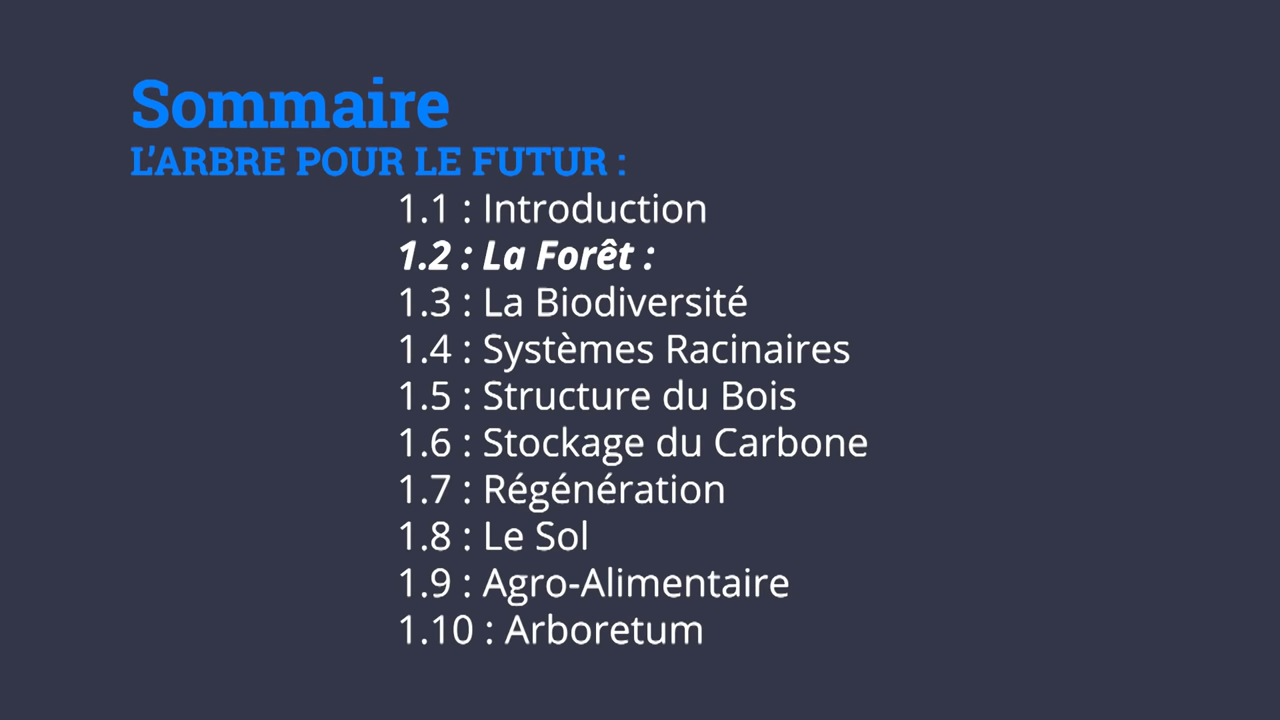 Sommaire
L'ARBRE POUR LE FUTUR :
1.1 : Introduction
1.2 : La Forêt :
1.3 : La Biodiversité
1.4 : Systèmes Racinaires
1.5 : Structure du Bois
1.6 : Stockage du Carbone
1.7 : Régénération
1.8 : Le Sol
1.9 : Agro-Alimentaire
1.10 : Arboretum